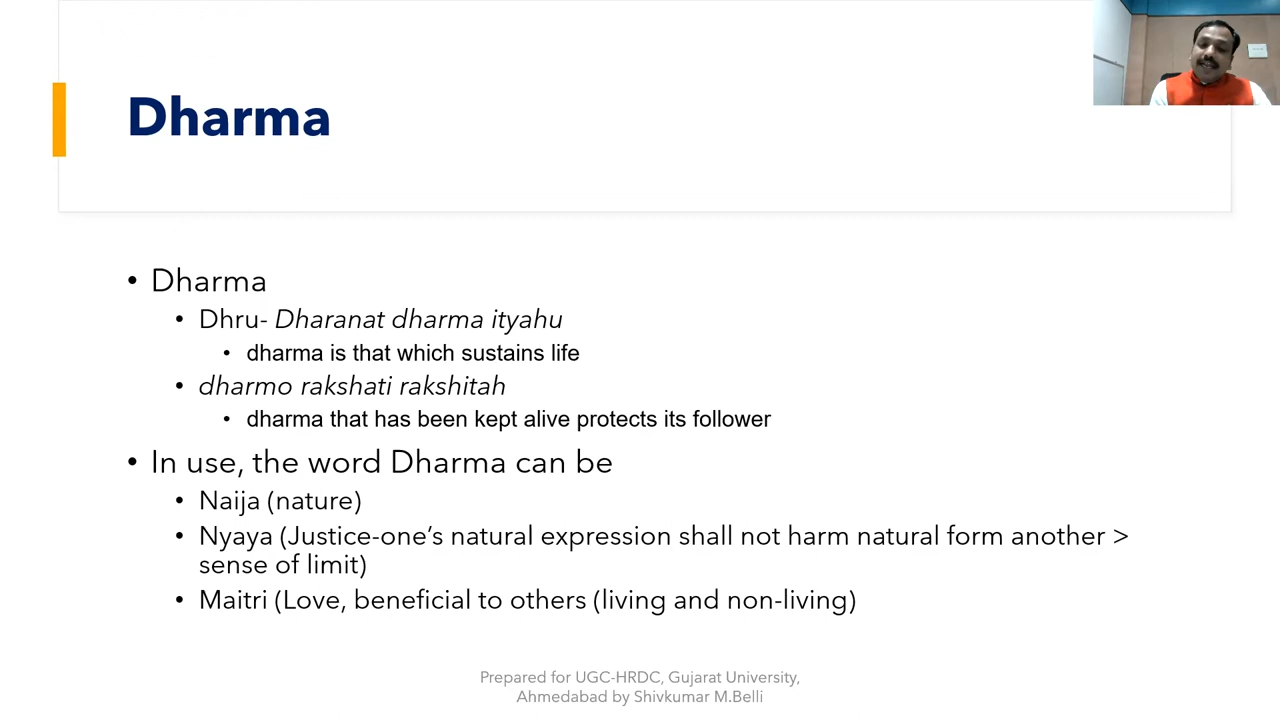 Dharma
• Dharma
• Dhru- Dharanat dharma ityahu
• dharma is that which sustains life
• dharmo rakshati rakshitah
• dharma that has been kept alive protects its follower
• In use, the word Dharma can be
• Naija (nature)
• Nyaya (Justice-one’s natural expression shall not harm natural form another >
sense of limit)
• Maitri (Love, beneficial to others (living and non-living)
Prepared for UGC-HRDC, Gujarat University,
Ahmedabad by Shivkumar M.Belli